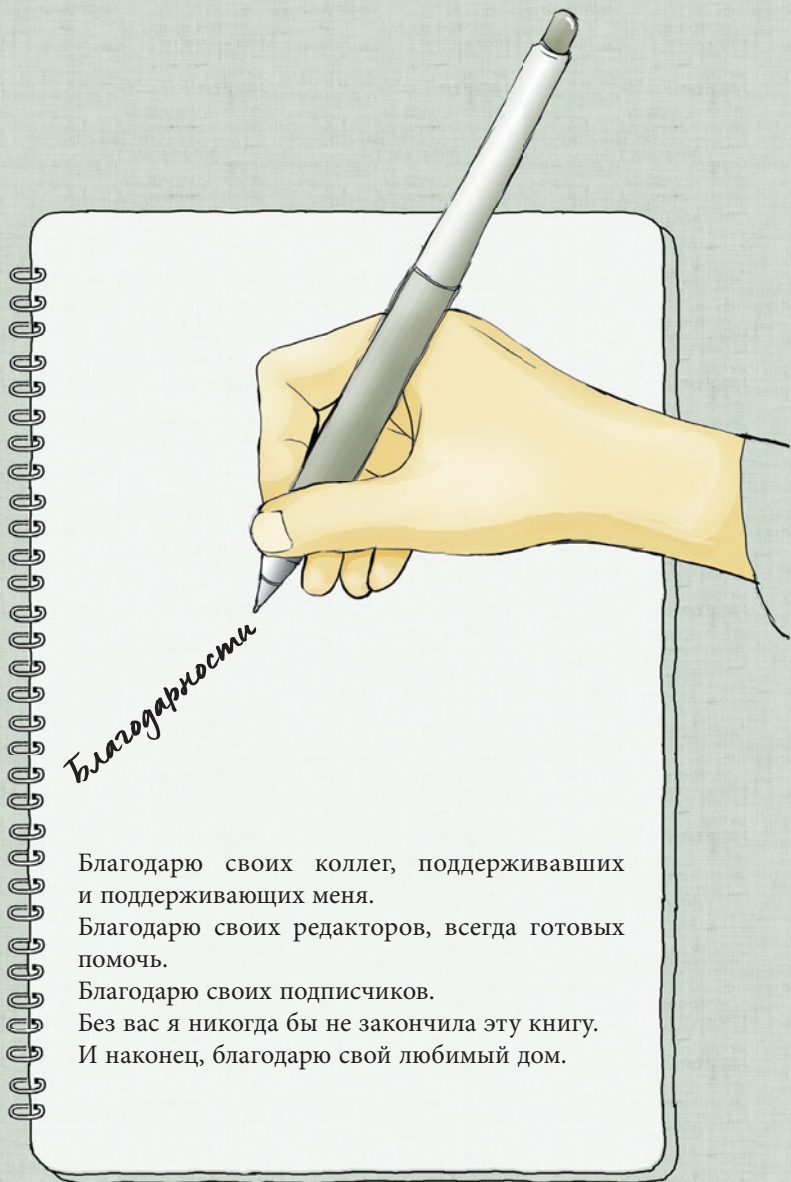 Благодарности
Благодарю своих коллег, поддерживавших
и поддерживающих меня.
Благодарю своих редакторов, всегда готовых
помочь.
Благодарю своих подписчиков.
Без вас я никогда бы не закончила эту книгу.
И наконец, благодарю свой любимый дом.